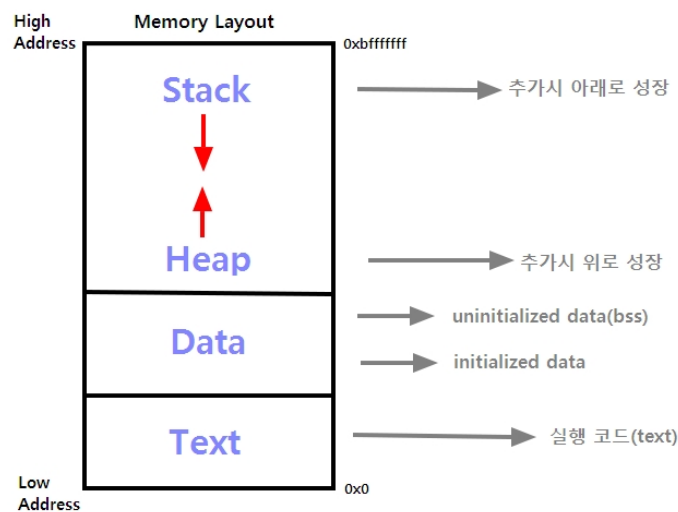 Memory Layout
High
Address
0xbfffffff
Stack
추가시 아래로 성장
Heap
추가시 위로 성장
uninitialized data(bss)
Data
initialized data
Text
실행 코드(text)
Low
Address
0x0